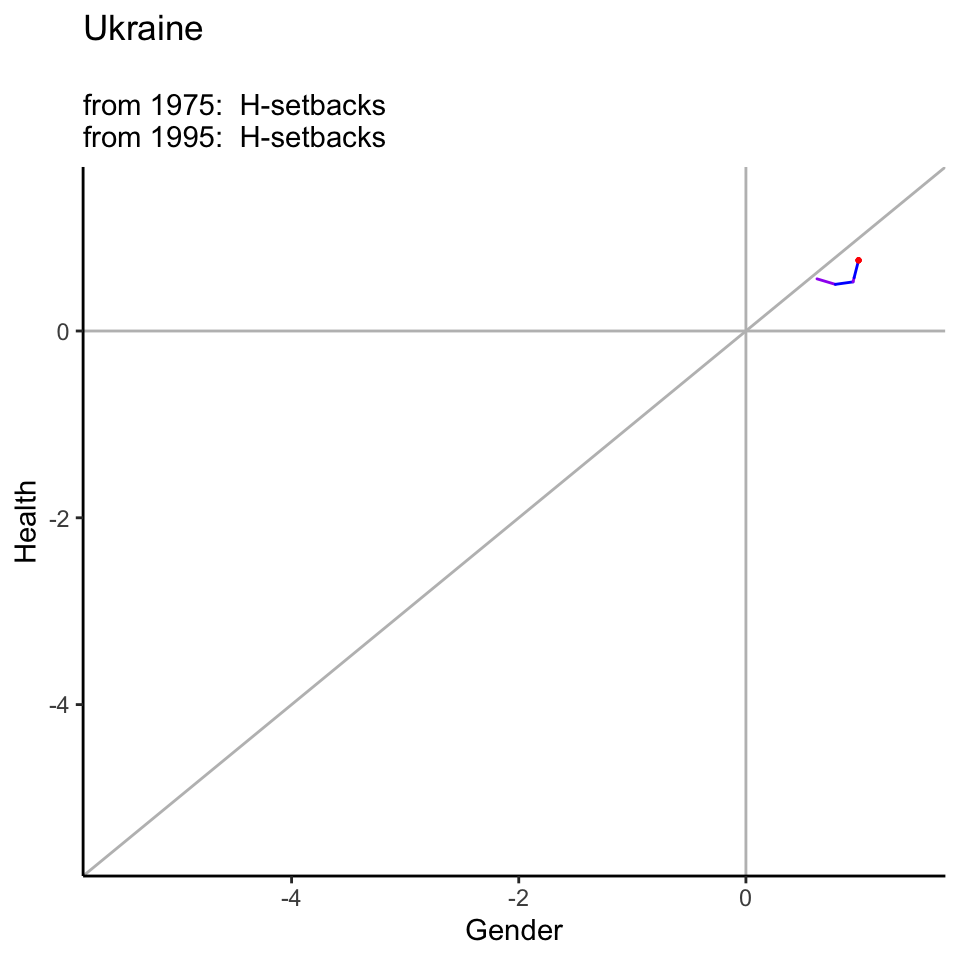 Ukraine
from 1975:  H-setbacks
from 1995:  H-setbacks
Health
0
-2
-4
-4
-2
0
Gender